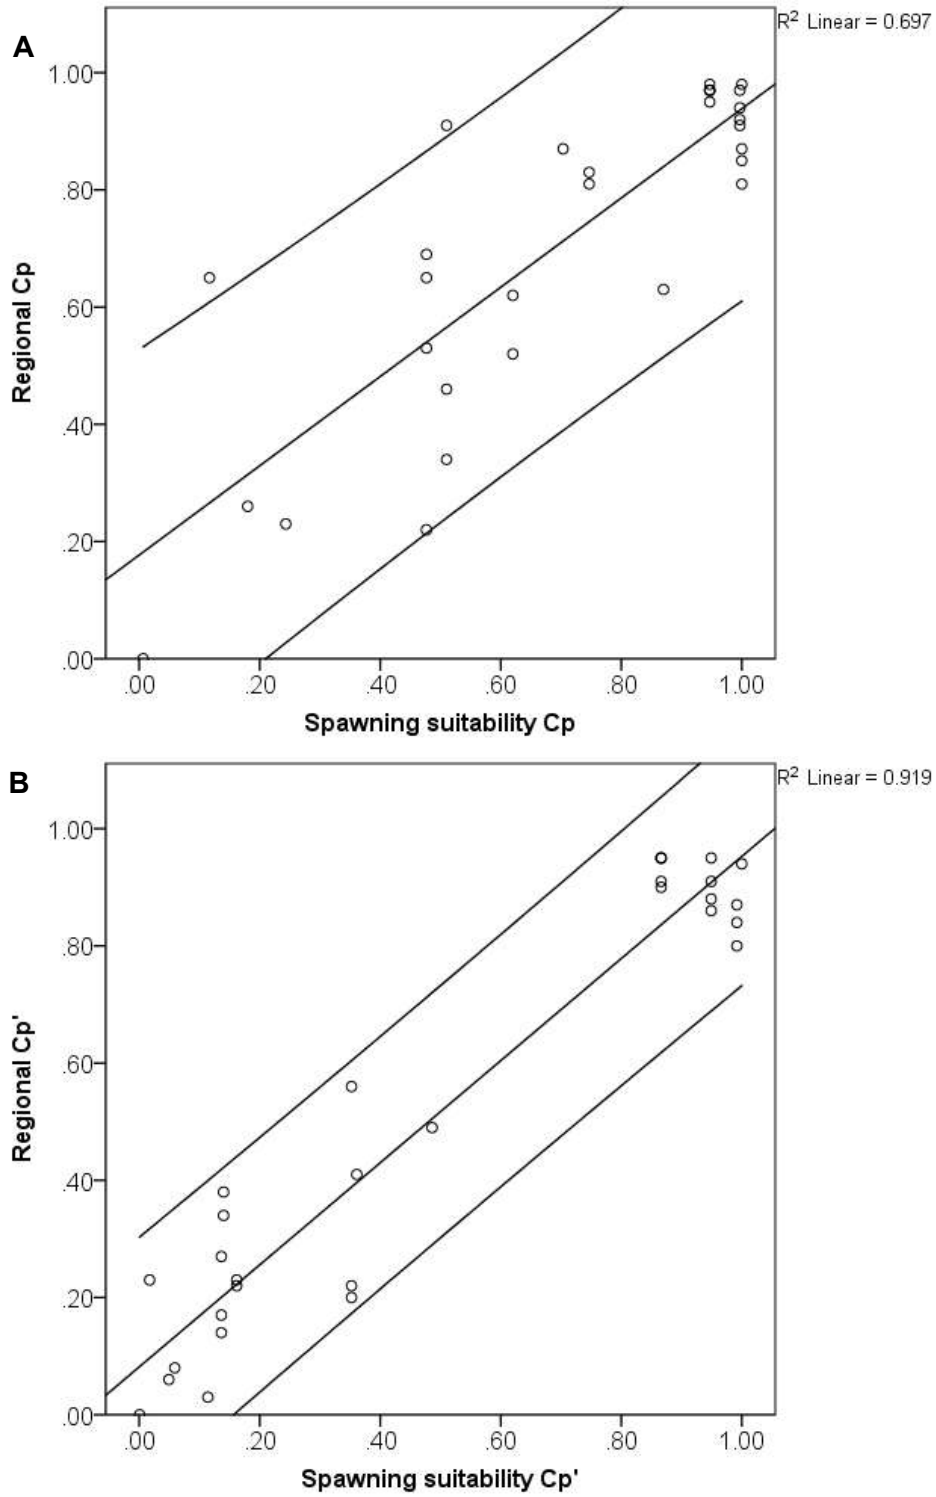 A
R² Linear = 0.697
1.00
.80
.60
.40
.20
.00
Regional Cp
.00 .20 .40 .60 .80 1.00
Spawning suitability Cp
B
R² Linear = 0.919
1.00
.80
.60
.40
.20
.00
Regional Cp'
.00 .20 .40 .60 .80 1.00
Spawning suitability Cp'